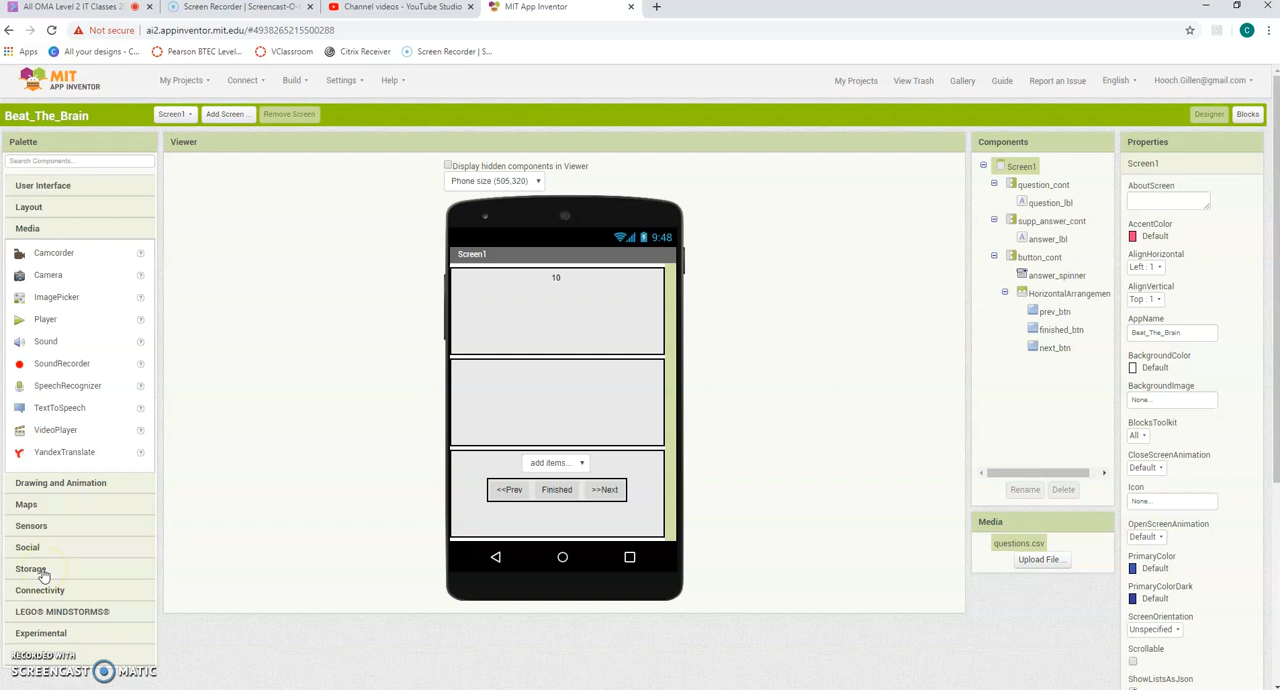 All OMA Level 2 IT Classes 2
Screen Recorder | Screencast-O-
Channel videos - YouTube Studio
MIT App Inventor
Not secure | ai2.appinventor.mit.edu/#4938265215500288
Apps
All your designs - C...
Pearson BTEC Level...
VClassroom
Citrix Receiver
Screen Recorder | S...
MIT
APP INVENTOR
My Projects
Connect
Build
Settings
Help
My Projects
View Trash
Gallery
Guide
Report an Issue
English
Hooch.Gillen@gmail.com
Beat_The_Brain
Screen1
Add Screen ...
Remove Screen
Designer
Blocks
Palette
Search Components...
User Interface
Layout
Media
Camcorder
Camera
ImagePicker
Player
Sound
SoundRecorder
SpeechRecognizer
TextToSpeech
VideoPlayer
YandexTranslate
Drawing and Animation
Maps
Sensors
Social
Storage
Connectivity
LEGO® MINDSTORMS®
Experimental
RECORDED WITH
SCREENCAST MATIC
Viewer
Display hidden components in Viewer
Phone size (505,320)
9:48
Screen1
10
add items...
<<Prev
Finished
>>Next
Components
Screen1
question_cont
question_lbl
supp_answer_cont
answer_lbl
button_cont
answer_spinner
HorizontalArrangemen
prev_btn
finished_btn
next_btn
Rename
Delete
Media
questions.csv
Upload File ...
Properties
Screen1
AboutScreen
AccentColor
Default
AlignHorizontal
Left : 1
AlignVertical
Top : 1
AppName
Beat_The_Brain
BackgroundColor
Default
BackgroundImage
None...
BlocksToolkit
All
CloseScreenAnimation
Default
Icon
None...
OpenScreenAnimation
Default
PrimaryColor
Default
PrimaryColorDark
Default
ScreenOrientation
Unspecified
Scrollable
ShowListsAsJson